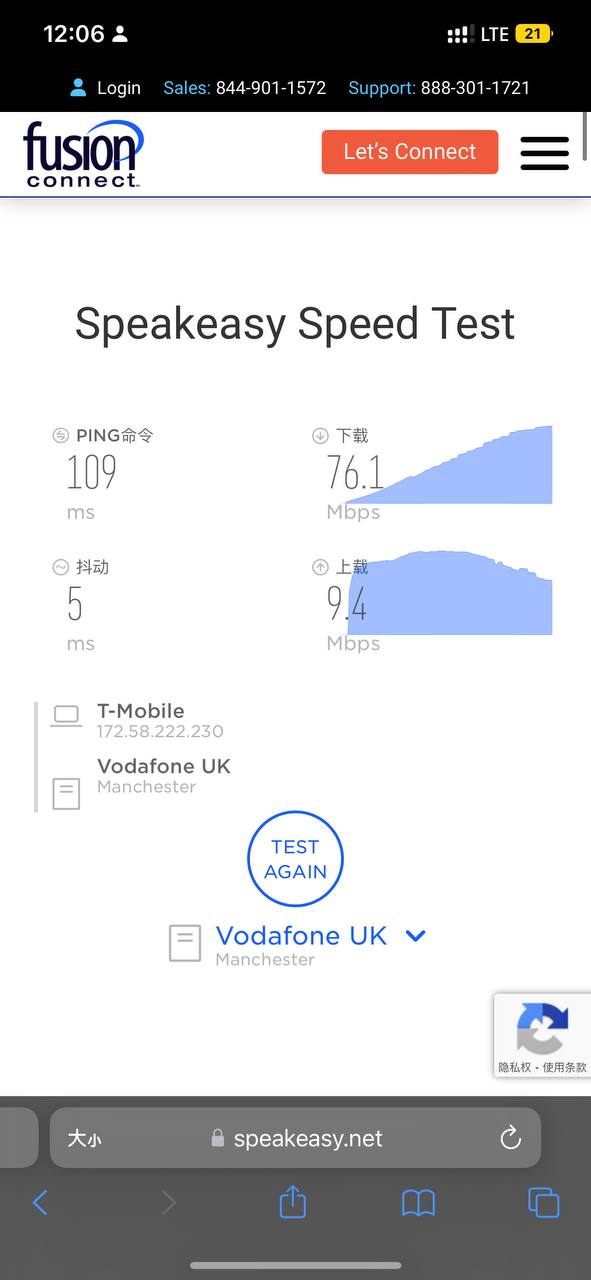 12:06
LTE 21
Login Sales: 844-901-1572 Support: 888-301-1721
fusion
connect
Let's Connect
Speakeasy Speed Test
PING命令
109
ms
下载
76.1
Mbps
抖动
5
ms
上载
9.4
Mbps
T-Mobile
172.58.222.230
Vodafone UK
Manchester
TEST
AGAIN
Vodafone UK
Manchester
隐私权 - 使用条款
大小 speakeasy.net